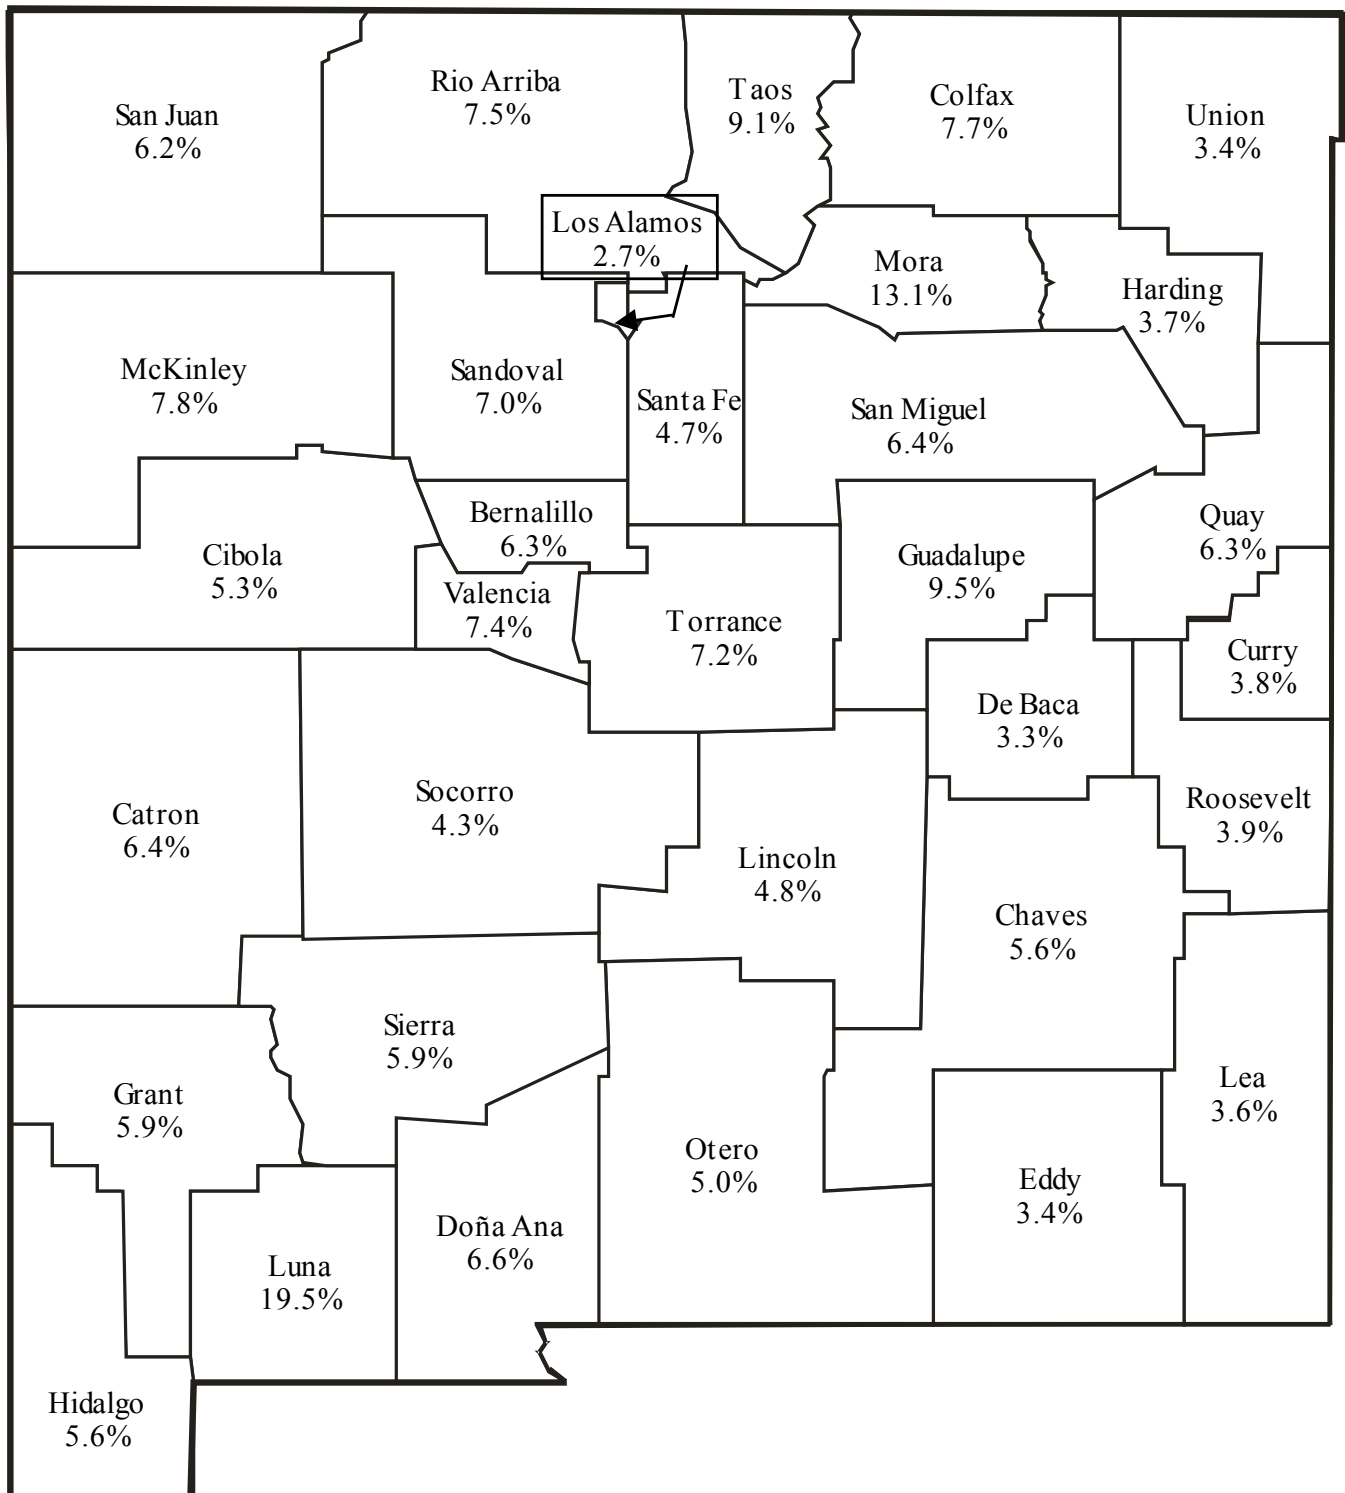 San Juan
6.2%
Rio Arriba
7.5%
Taos
9.1%
Colfax
7.7%
Union
3.4%
Los Alamos
2.7%
Mora
13.1%
Harding
3.7%
McKinley
7.8%
Sandoval
7.0%
Santa Fe
4.7%
San Miguel
6.4%
Bernalillo
6.3%
Quay
6.3%
Cibola
5.3%
Guadalupe
9.5%
Valencia
7.4%
Torrance
7.2%
Curry
3.8%
De Baca
3.3%
Catron
6.4%
Socorro
4.3%
Roosevelt
3.9%
Lincoln
4.8%
Chaves
5.6%
Sierra
5.9%
Grant
5.9%
Lea
3.6%
Otero
5.0%
Eddy
3.4%
Doña Ana
6.6%
Luna
19.5%
Hidalgo
5.6%